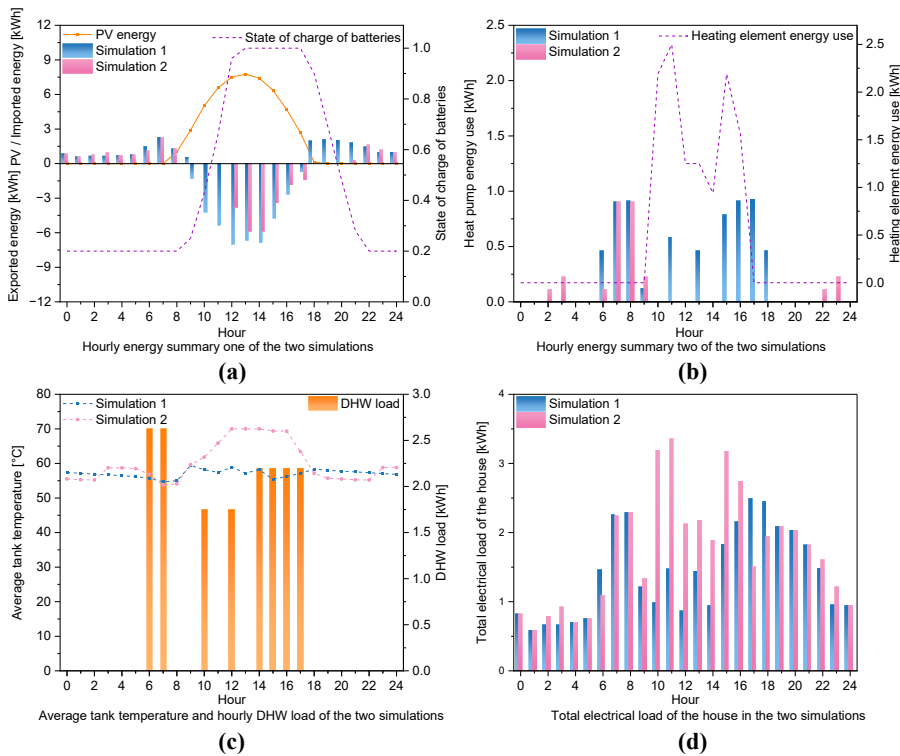 PV energy
Simulation 1
Simulation 2
State of charge of batteries
Exported energy [kWh] PV / Imported energy [kWh]
12
9
6
3
0
−3
−6
−9
−12
State of charge of batteries
1.0
0.8
0.6
0.4
0.2
0.0
0 2 4 6 8 10 12 14 16 18 20 22 24
Hour
Hourly energy summary one of the two simulations
(a)
Simulation 1
Simulation 2
Heating element energy use
Heat pump energy use [kWh]
2.5
2.0
1.5
1.0
0.5
0.0
Heating element energy use [kWh]
2.5
2.0
1.5
1.0
0.5
0.0
0 2 4 6 8 10 12 14 16 18 20 22 24
Hour
Hourly energy summary two of the two simulations
(b)
Simulation 1
Simulation 2
DHW load
Average tank temperature [°C]
80
70
60
50
40
30
20
10
0
DHW load [kWh]
3.0
2.5
2.0
1.5
1.0
0.5
0.0
0 2 4 6 8 10 12 14 16 18 20 22 24
Hour
Average tank temperature and hourly DHW load of the two simulations
(c)
Simulation 1
Simulation 2
Total electrical load of the house [kWh]
4
3
2
1
0
0 2 4 6 8 10 12 14 16 18 20 22 24
Hour
Total electrical load of the house in the two simulations
(d)